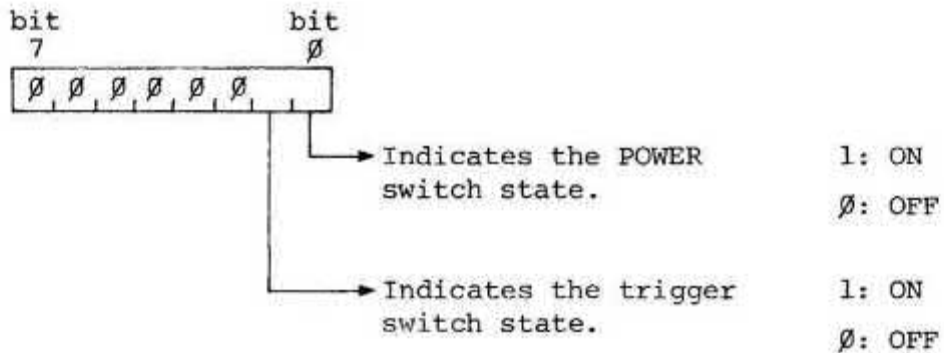 bit bit
7 Ø
Ø Ø Ø Ø Ø Ø
Indicates the POWER 1: ON
switch state.
Ø: OFF
Indicates the trigger 1: ON
switch state.
Ø: OFF